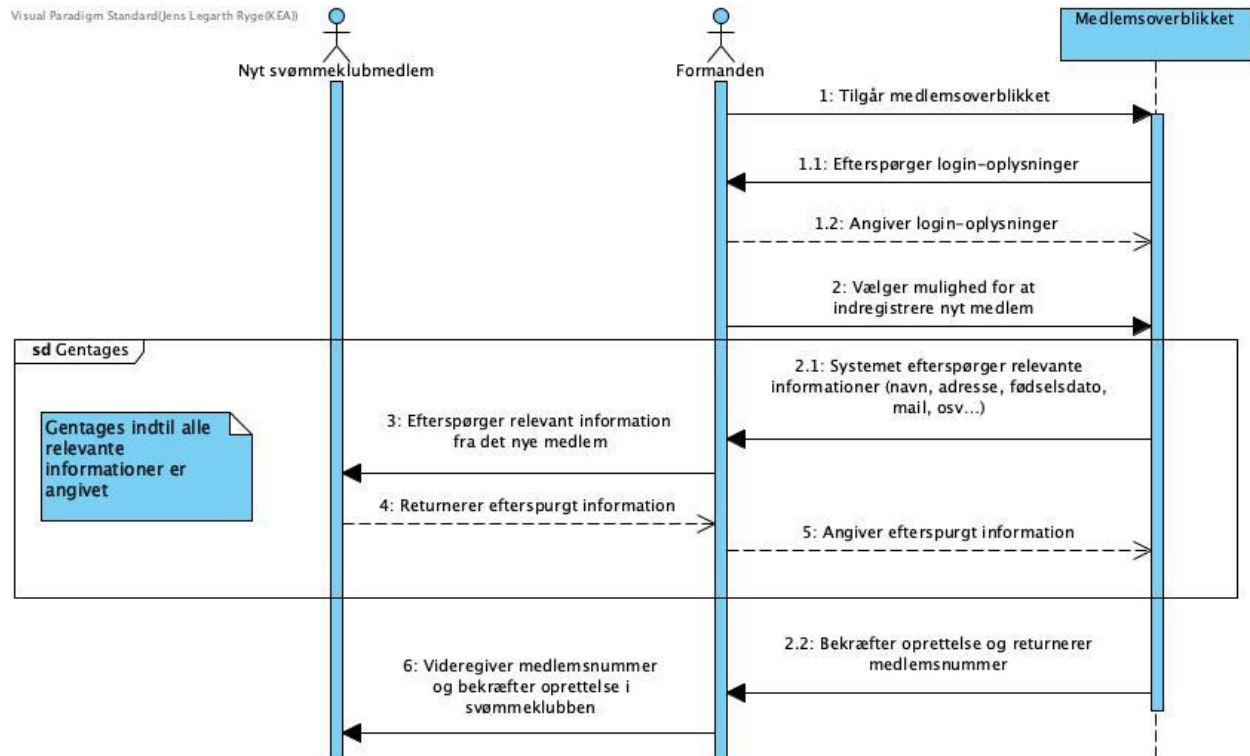 Visual Paradigm Standard(Jens Legarth Ryge(KEA))
Nyt svømmeklubmedlem
Formanden
Medlemsoverblikket
1: Tilgår medlemsoverblikket
1.1: Efterspørger login-oplysninger
1.2: Angiver login-oplysninger
2: Vælger mulighed for at
indregistrere nyt medlem
sd Gentages
2.1: Systemet efterspørger relevante
informationer (navn, adresse, fødselsdato,
mail, osv...)
Gentages indtil alle
relevante
informationer er
angivet
3: Efterspørger relevant information
fra det nye medlem
4: Returnerer efterspurgt information
5: Angiver efterspurgt information
2.2: Bekræfter oprettelse og returnerer
medlemsnummer
6: Videregiver medlemsnummer
og bekræfter oprettelse i
svømmeklubben